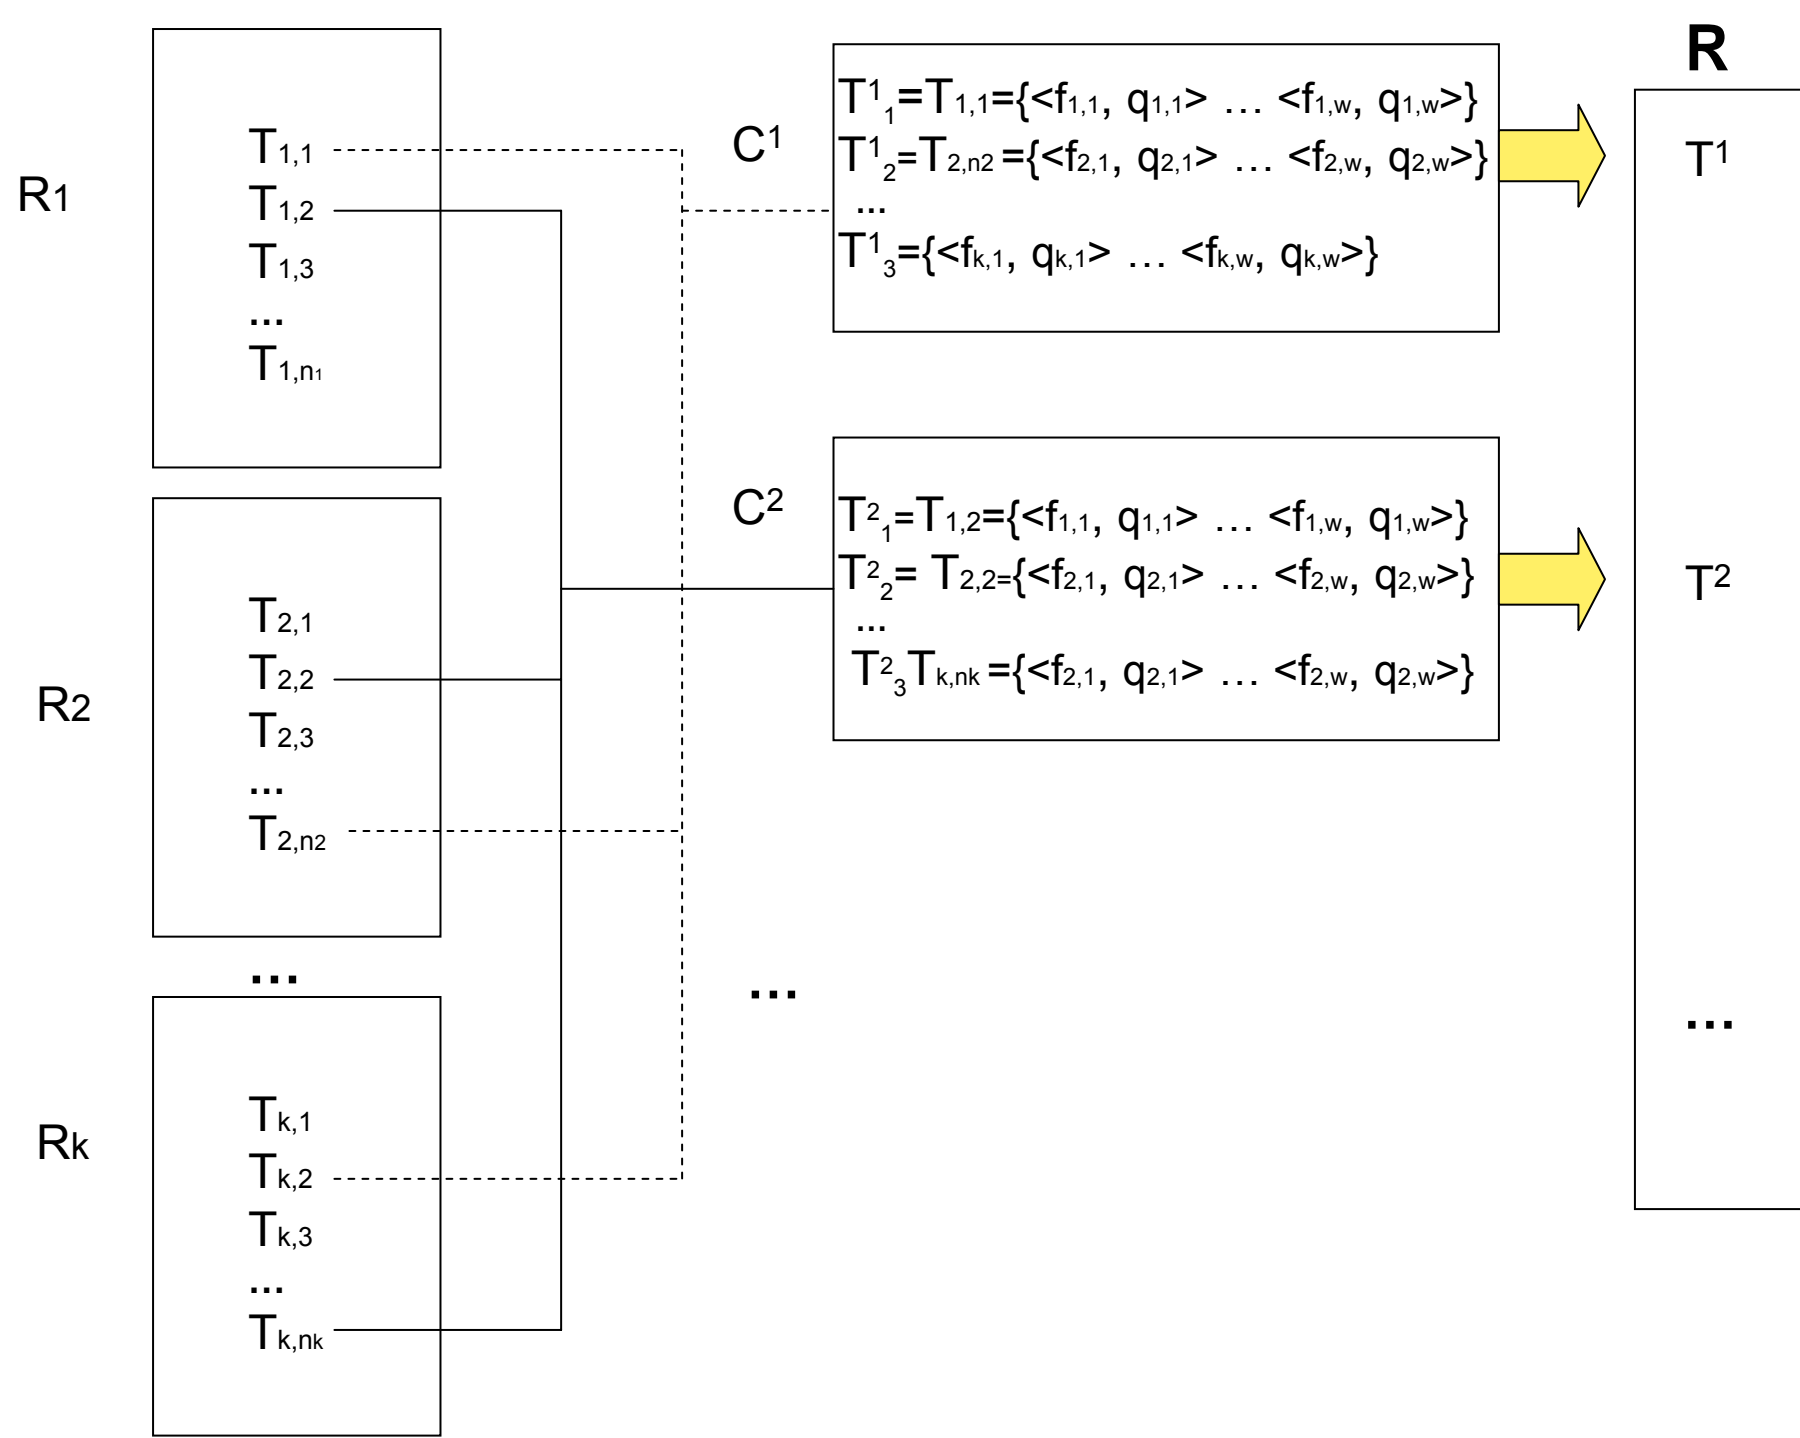 R1
T1,1
T1,2
T1,3
...
T1,n1
R2
T2,1
T2,2
T2,3
...
T2,n2
...
Rk
Tk,1
Tk,2
Tk,3
...
Tk,nk
C1
T11=T1,1={<f1,1, q1,1> … <f1,w, q1,w>}
T12=T2,n2 ={<f2,1, q2,1> … <f2,w, q2,w>}
...
T13={<fk,1, qk,1> … <fk,w, qk,w>}
C2
T21=T1,2={<f1,1, q1,1> … <f1,w, q1,w>}
T22= T2,2={<f2,1, q2,1> … <f2,w, q2,w>}
...
T23Tk,nk ={<f2,1, q2,1> … <f2,w, q2,w>}
...
R
T1
T2
...